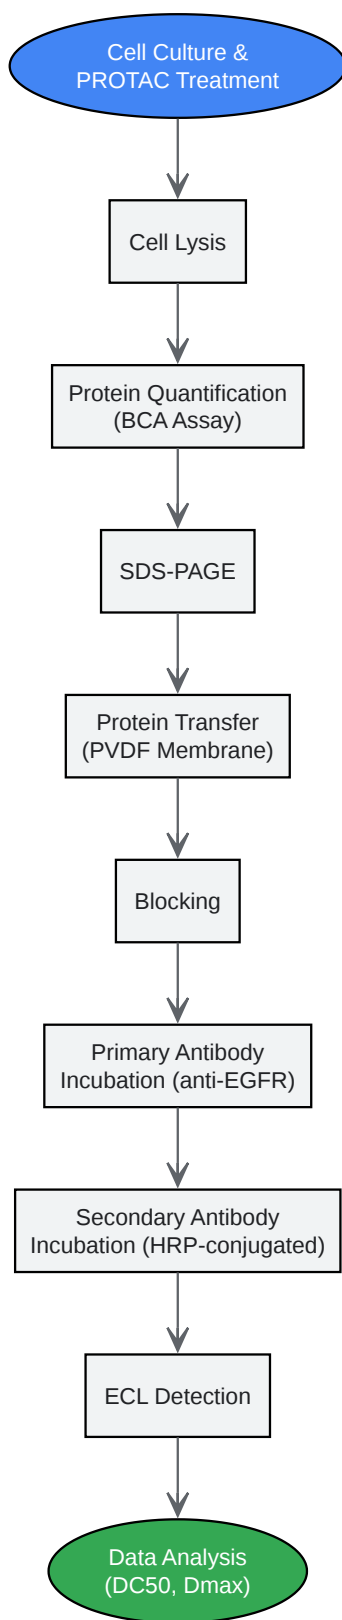 Cell Culture &
PROTAC Treatment
Cell Lysis
Protein Quantification
(BCA Assay)
SDS-PAGE
Protein Transfer
(PVDF Membrane)
Blocking
Primary Antibody
Incubation (anti-EGFR)
Secondary Antibody
Incubation (HRP-conjugated)
ECL Detection
Data Analysis
(DC50, Dmax)